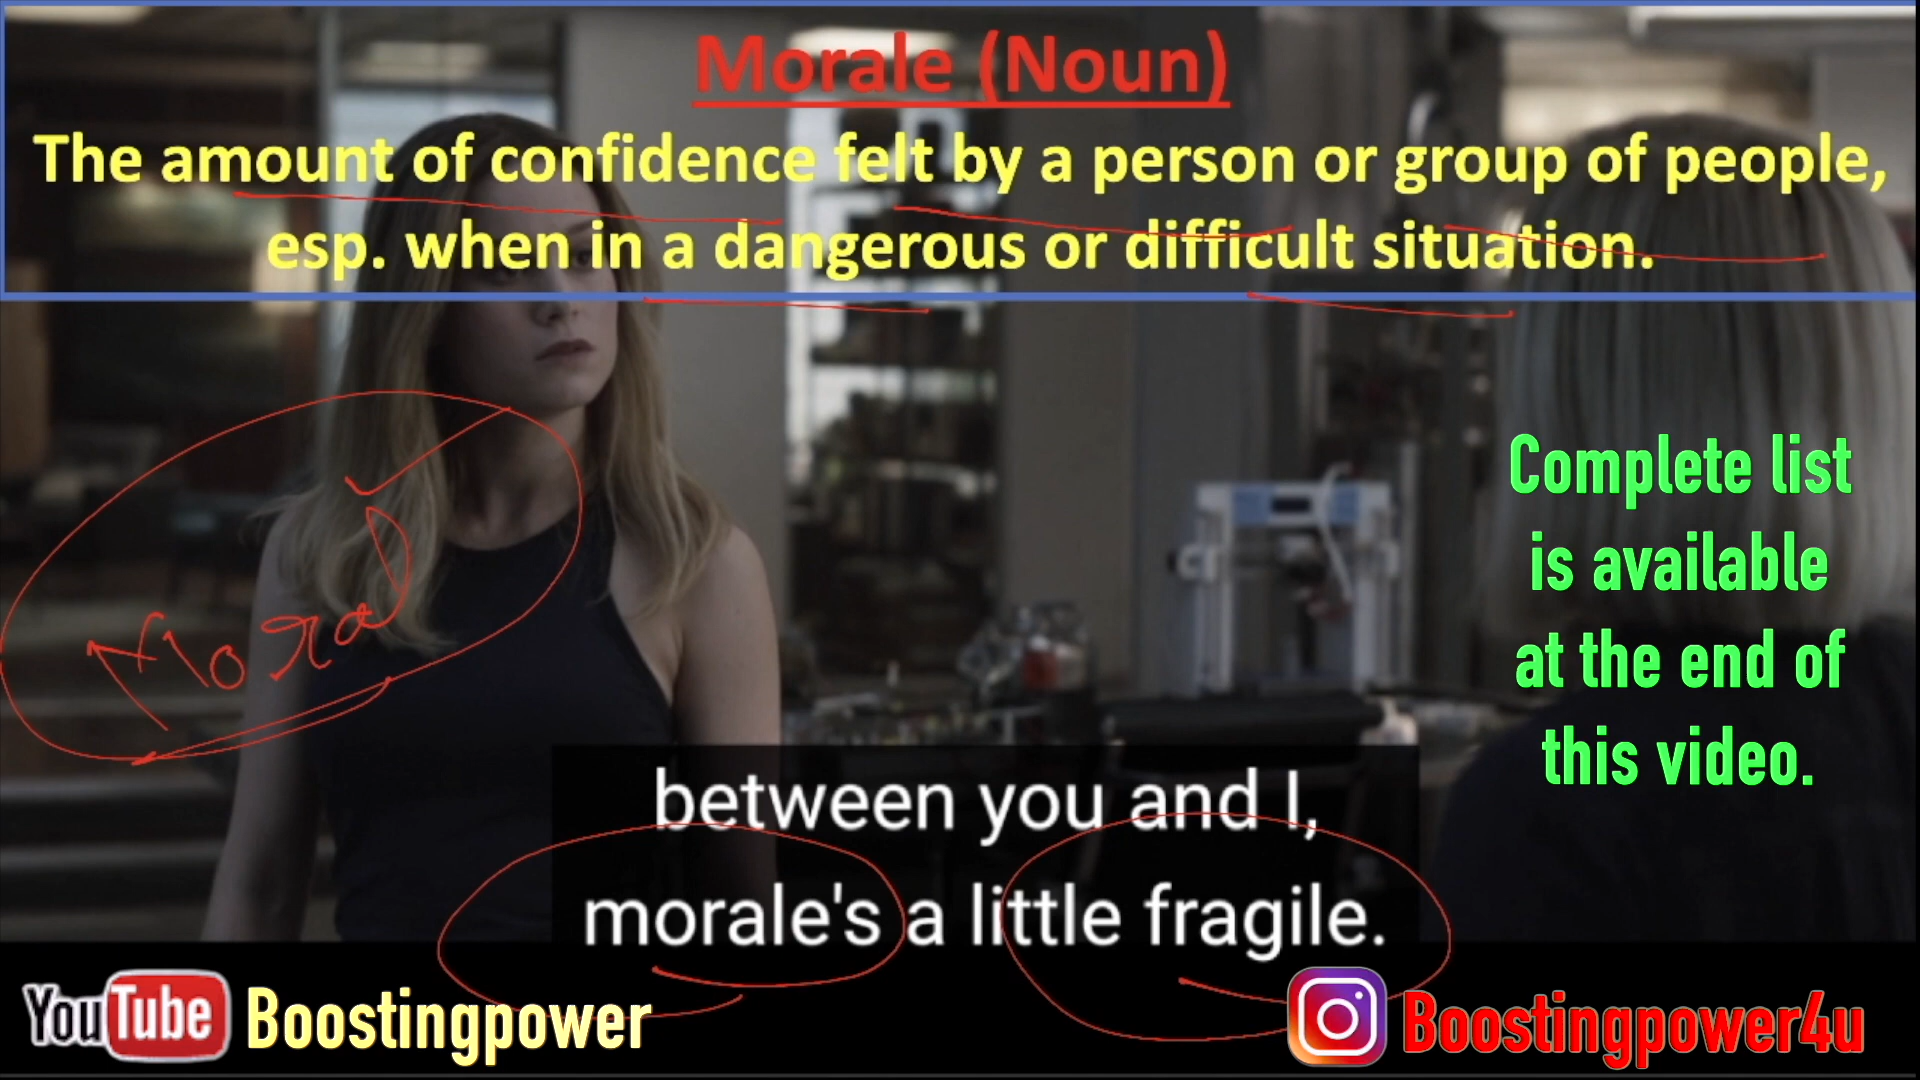 Morale (Noun)
The amount of confidence felt by a person or group of people,
esp. when in a dangerous or difficult situation.
Moral
Complete list
is available
at the end of
this video.
between you and I,
morale's a little fragile.
YouTube Boostingpower
Boostingpower4u